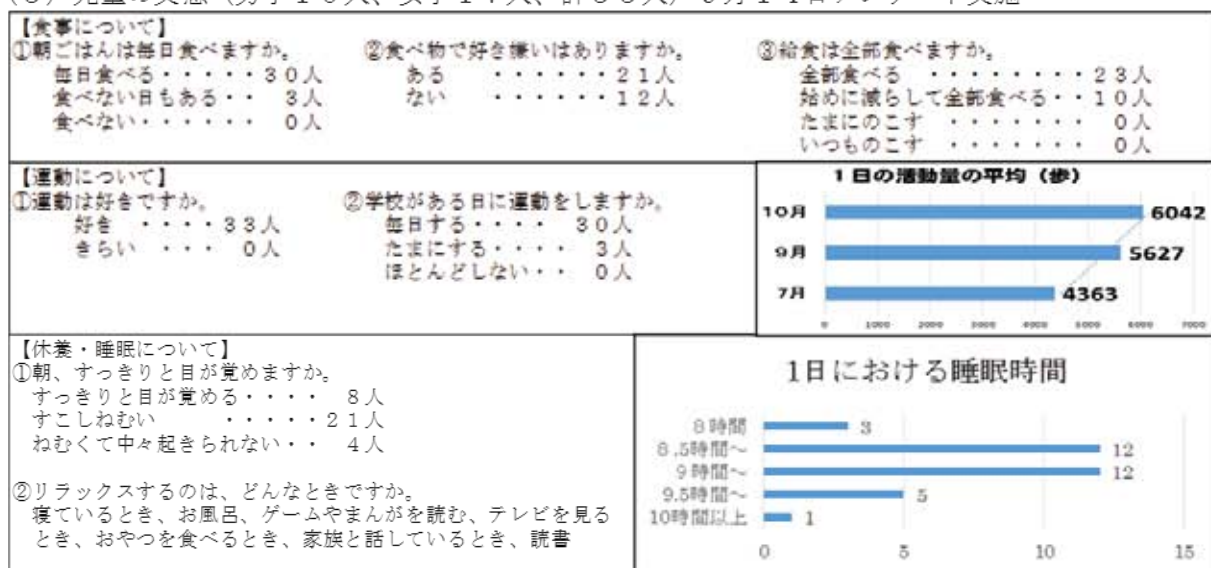 【食事について】
①朝ごはんは毎日食べますか。
毎日食べる・・・・・３０人
食べない日もある・・　３人
食べない・・・・・・　０人
②食べ物で好き嫌いはありますか。
ある　　・・・・・・２１人
ない　　・・・・・・１２人
③給食は全部食べますか。
全部食べる　・・・・・・・・２３人
始めに減らして全部食べる・・１０人
たまにのこす　・・・・・・・　０人
いつものこす　・・・・・・・　０人
【運動について】
①運動は好きですか。
好き　・・・・３３人
きらい　・・・　０人
②学校がある日に運動をしますか。
毎日する・・・・　３０人
たまにする・・・・　３人
ほとんどしない・・　０人
１日の活動量の平均（歩）
10月 6042
9月 5627
7月 4363
0 1000 2000 3000 4000 5000 6000 7000
【休養・睡眠について】
①朝、すっきりと目が覚めますか。
すっきりと目が覚める・・・・　８人
すこしねむい　　　・・・・・２１人
ねむくて中々起きられない・・　４人
②リラックスするのは、どんなときですか。
寝ているとき、お風呂、ゲームやまんがを読む、テレビを見る
とき、おやつを食べるとき、家族と話しているとき、読書
1日における睡眠時間
8時間 3
8.5時間～ 12
9時間～ 12
9.5時間～ 5
10時間以上 1
0 5 10 15